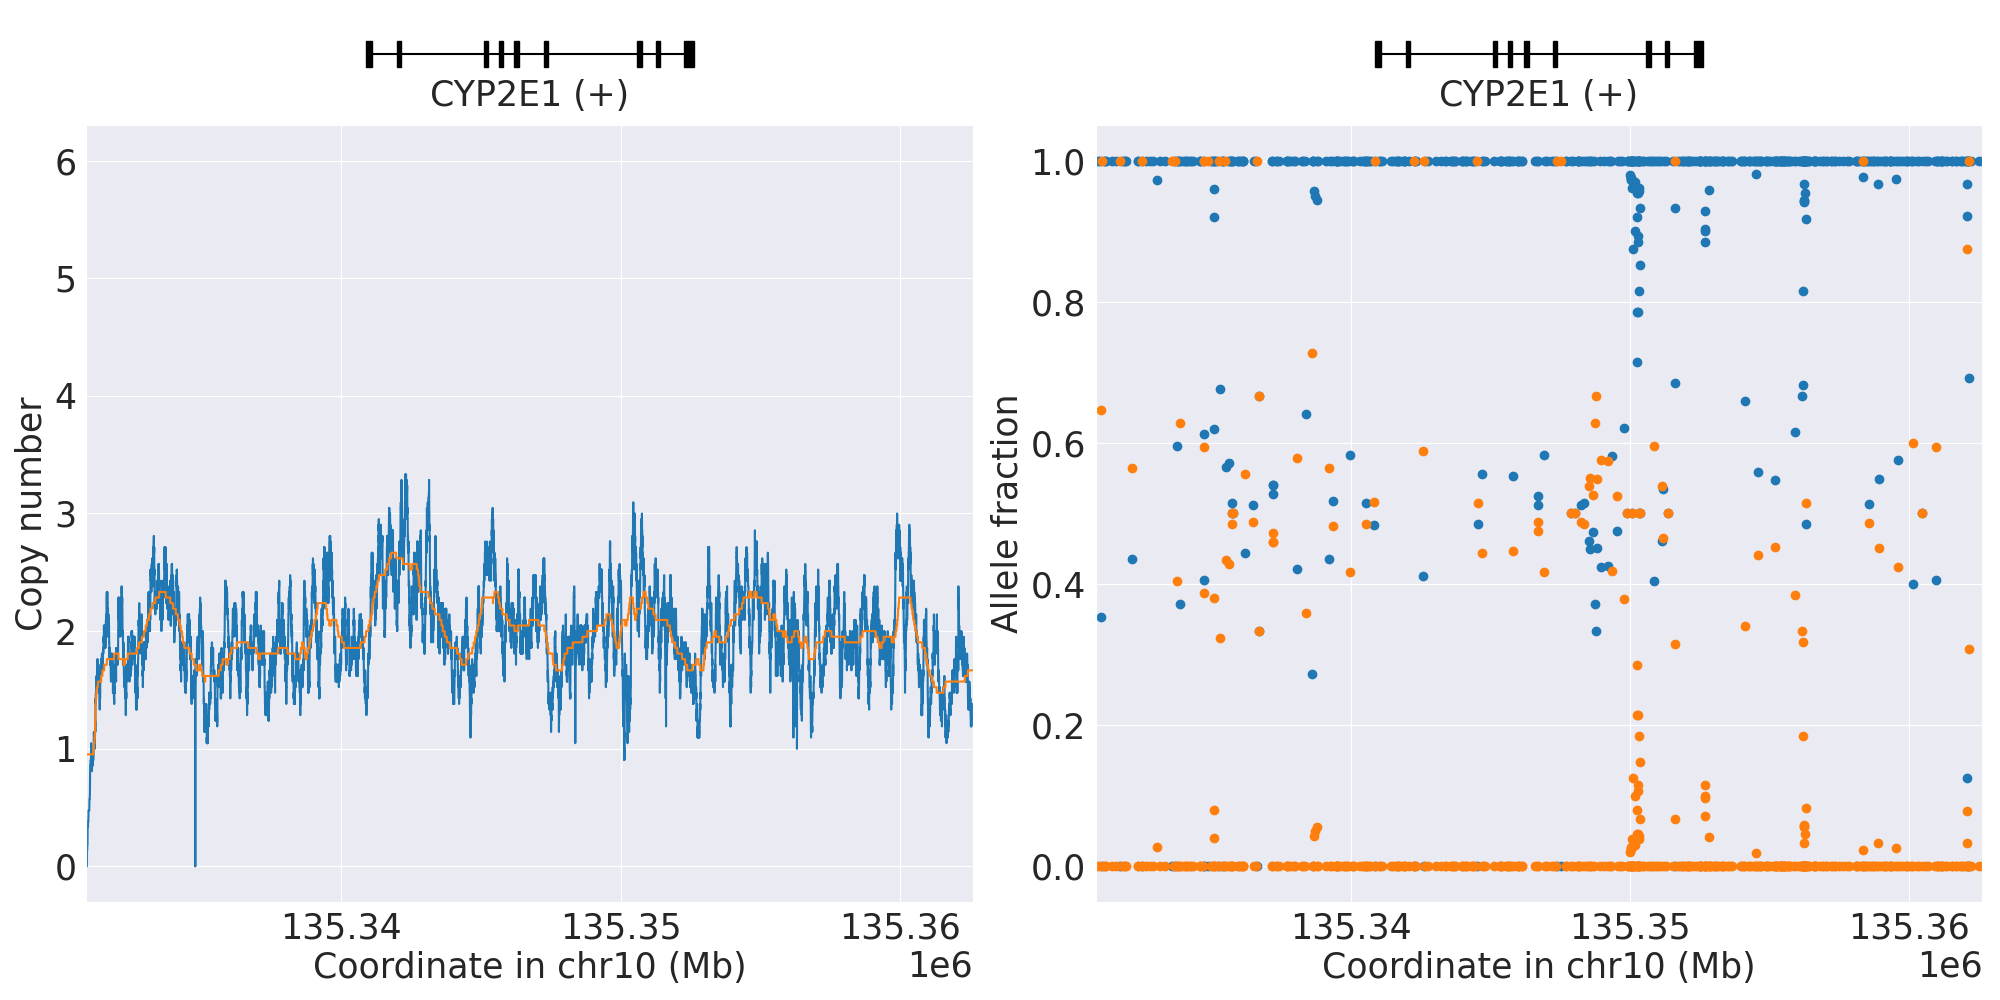 CYP2E1 (+)
6
5
4
3
2
1
0
Copy number
135.34 135.35 135.36
Coordinate in chr10 (Mb)
1e6
CYP2E1 (+)
1.0
0.8
0.6
0.4
0.2
0.0
Allele fraction
135.34 135.35 135.36
Coordinate in chr10 (Mb)
1e6